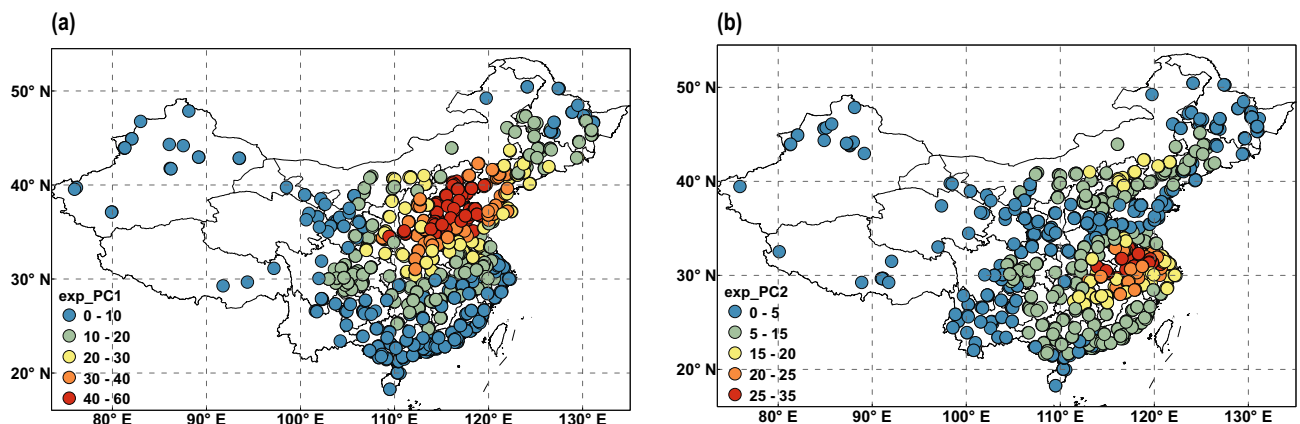 (a)
50° N
40° N
30° N
20° N
exp_PC1
0 - 10
10 - 20
20 - 30
30 - 40
40 - 60
80° E
90° E
100° E
110° E
120° E
130° E
(b)
50° N
40° N
30° N
20° N
exp_PC2
0 - 5
5 - 15
15 - 20
20 - 25
25 - 35
80° E
90° E
100° E
110° E
120° E
130° E